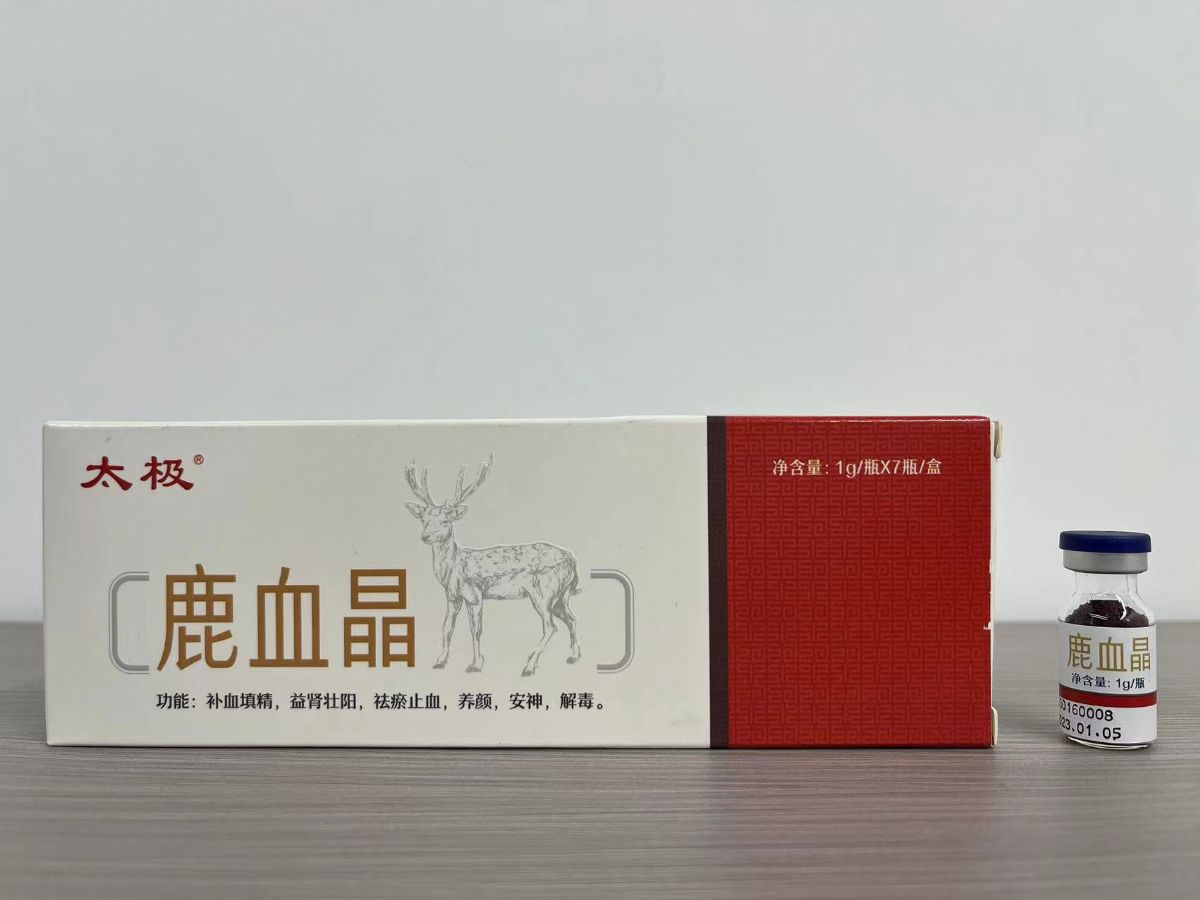 太极®
净含量：1g/瓶X7瓶/盒
鹿血晶
功能：补血填精，益肾壮阳，祛瘀止血，养颜，安神，解毒。
鹿血晶
净含量：1g/瓶
0160008
23.01.05